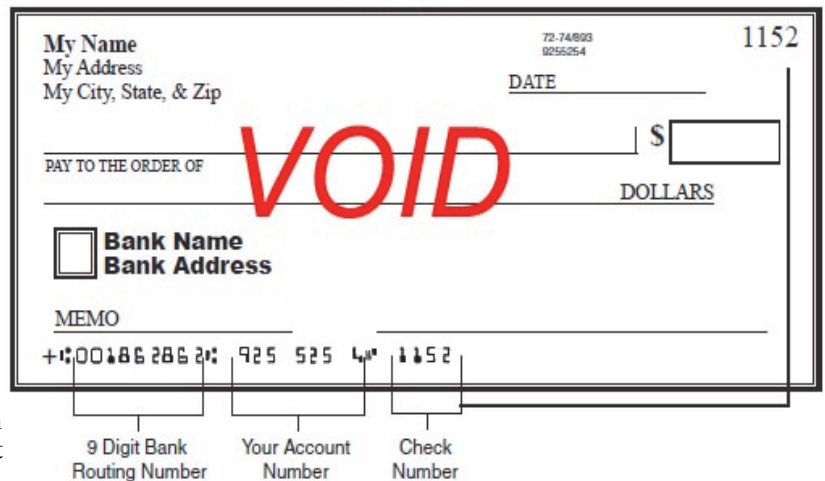 My Name
My Address
My City, State, & Zip
72-74/893
9255254
1152
DATE
$
PAY TO THE ORDER OF
VOID
DOLLARS
Bank Name
Bank Address
MEMO
⑆001862862⑆ 925 525 4⑈ 1152
9 Digit Bank
Routing Number
Your Account
Number
Check
Number